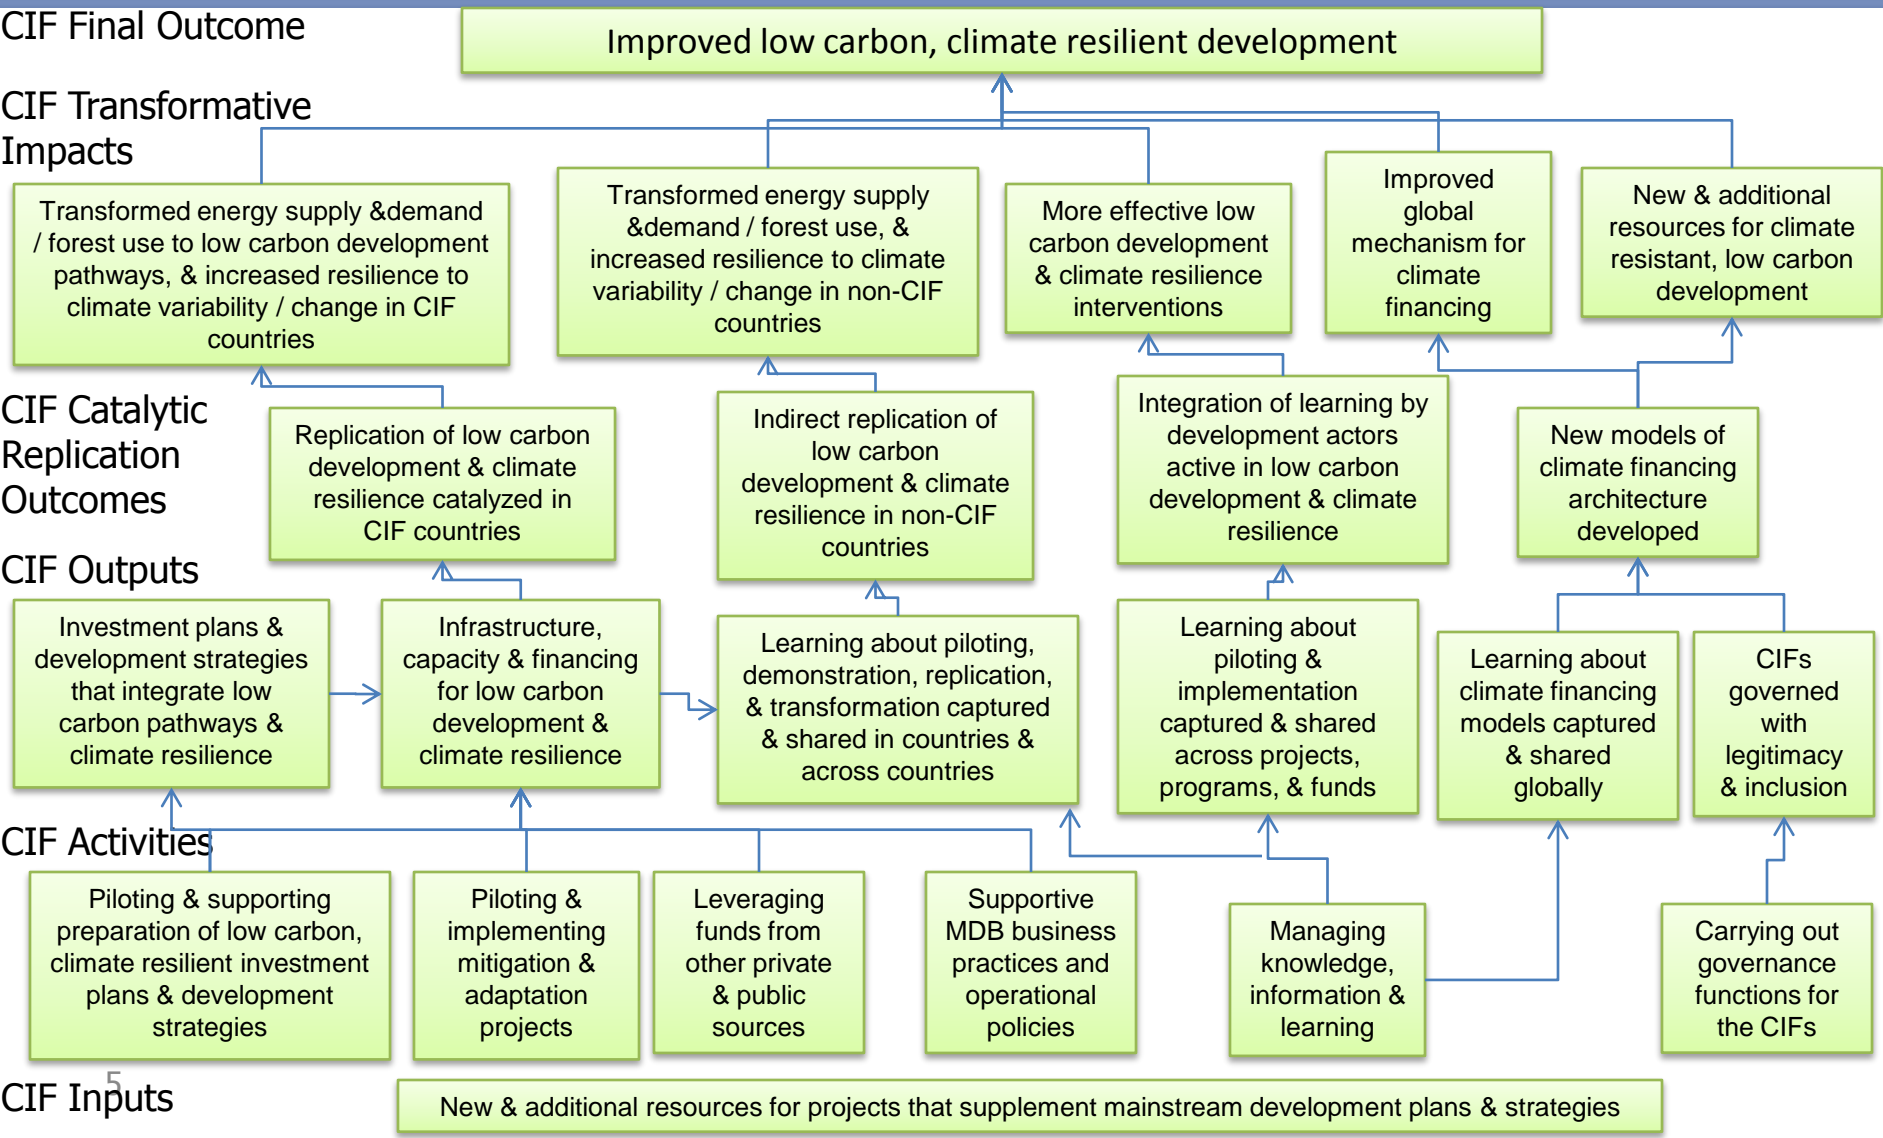 CIF Final Outcome
Improved low carbon, climate resilient development
CIF Transformative
Impacts
Transformed energy supply &demand
/ forest use to low carbon development
pathways, & increased resilience to
climate variability / change in CIF
countries
Transformed energy supply
&demand / forest use, &
increased resilience to climate
variability / change in non-CIF
countries
More effective low
carbon development
& climate resilience
interventions
Improved
global
mechanism for
climate
financing
New & additional
resources for climate
resistant, low carbon
development
CIF Catalytic
Replication
Outcomes
Replication of low carbon
development & climate
resilience catalyzed in
CIF countries
Indirect replication of
low carbon
development & climate
resilience in non-CIF
countries
Integration of learning by
development actors
active in low carbon
development & climate
resilience
New models of
climate financing
architecture
developed
CIF Outputs
Investment plans &
development strategies
that integrate low
carbon pathways &
climate resilience
Infrastructure,
capacity & financing
for low carbon
development &
climate resilience
Learning about piloting,
demonstration, replication,
& transformation captured
& shared in countries &
across countries
Learning about
piloting &
implementation
captured & shared
across projects,
programs, & funds
Learning about
climate financing
models captured
& shared
globally
CIFs
governed
with
legitimacy
& inclusion
CIF Activities
Piloting & supporting
preparation of low carbon,
climate resilient investment
plans & development
strategies
Piloting &
implementing
mitigation &
adaptation
projects
Leveraging
funds from
other private
& public
sources
Supportive
MDB business
practices and
operational
policies
Managing
knowledge,
information &
learning
Carrying out
governance
functions for
the CIFs
5
CIF Inputs
New & additional resources for projects that supplement mainstream development plans & strategies